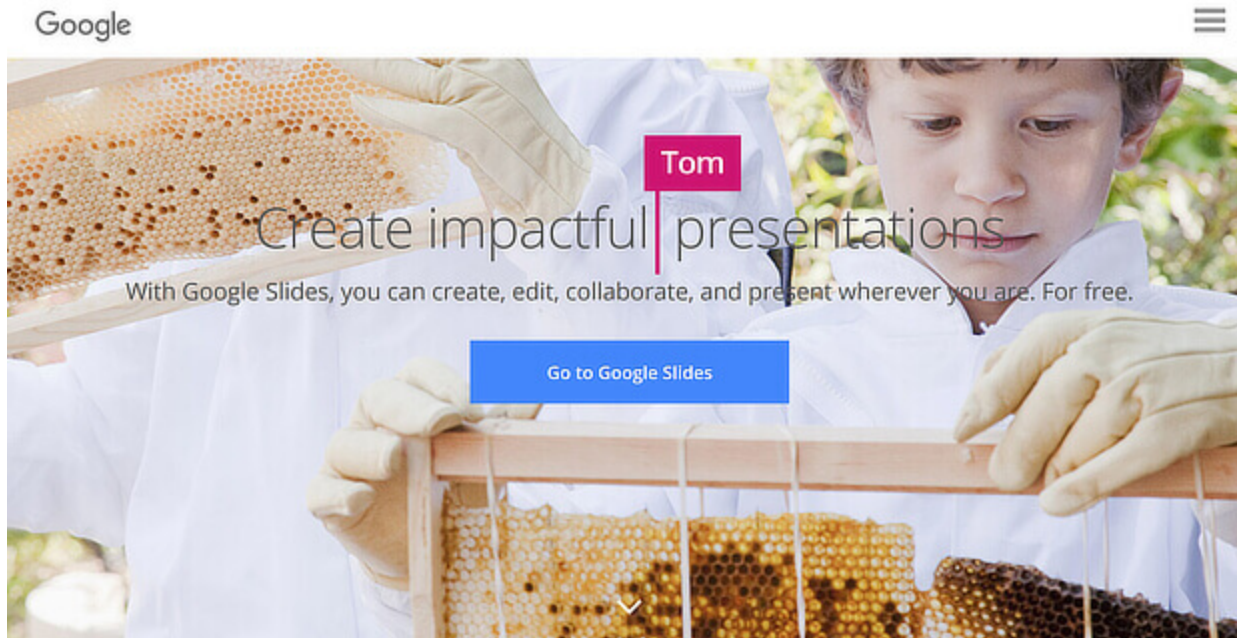 Google
Tom
Create impactful presentations
With Google Slides, you can create, edit, collaborate, and present wherever you are. For free.
Go to Google Slides